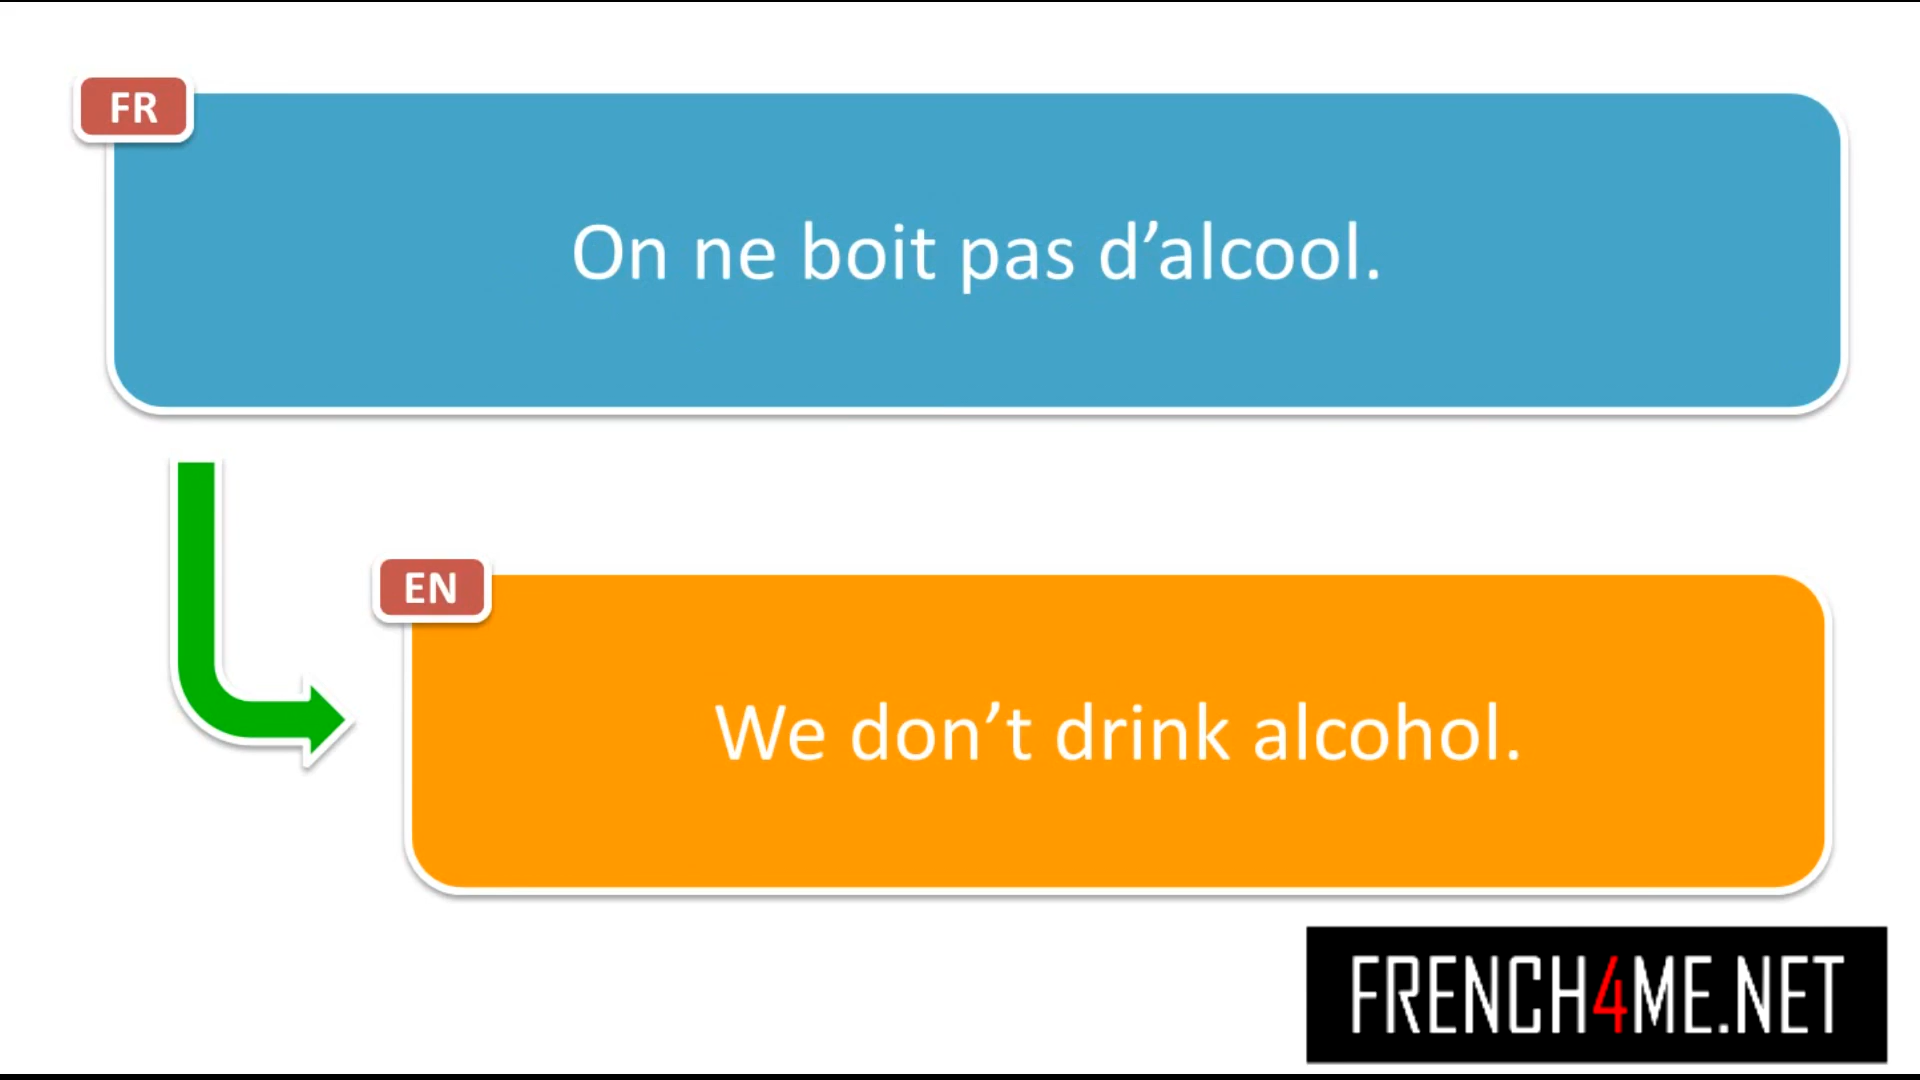 FR
On ne boit pas d’alcool.
EN
We don’t drink alcohol.
FRENCH4ME.NET